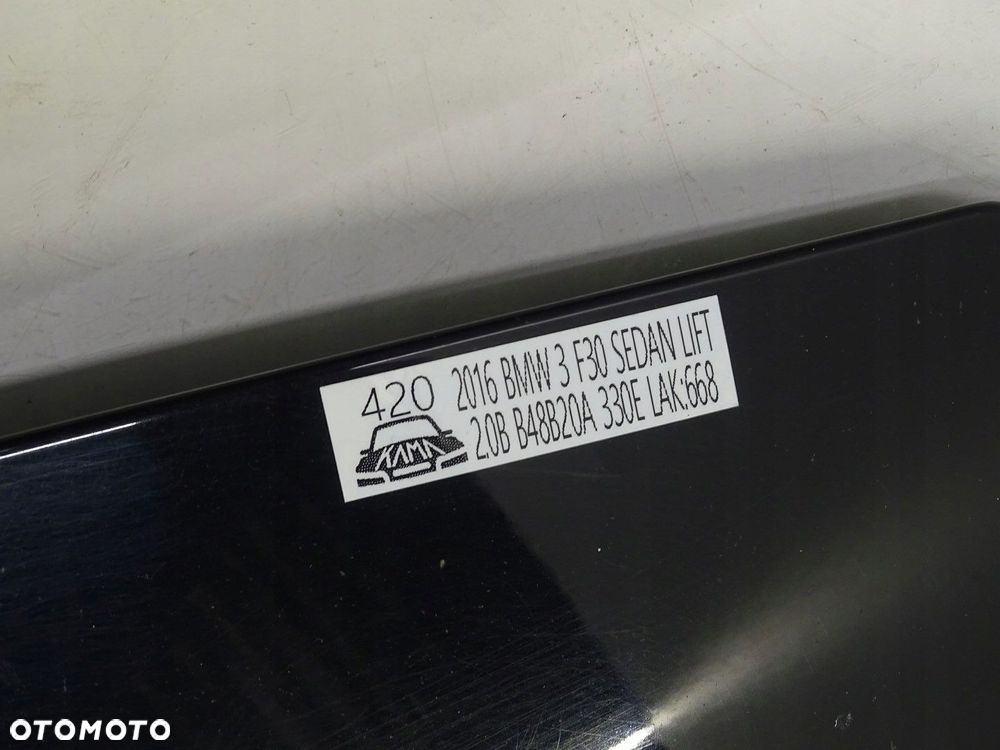 420
KAMA
2016 BMW 3 F30 SEDAN LIFT
2.0B B48B20A 330E LAK:668
OTOMOTO